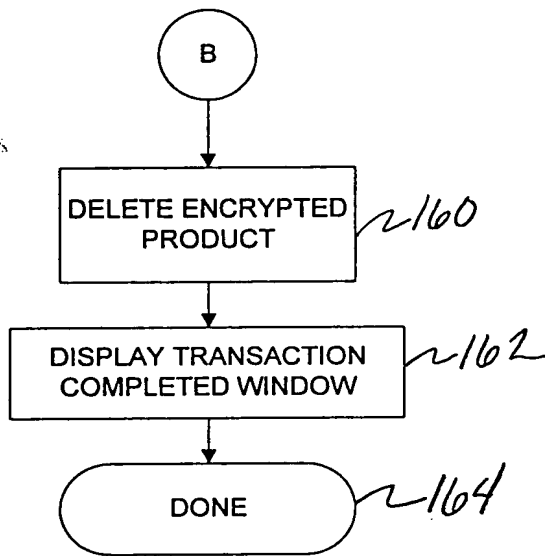 B
DELETE ENCRYPTED
PRODUCT
160
DISPLAY TRANSACTION
COMPLETED WINDOW
162
DONE
164